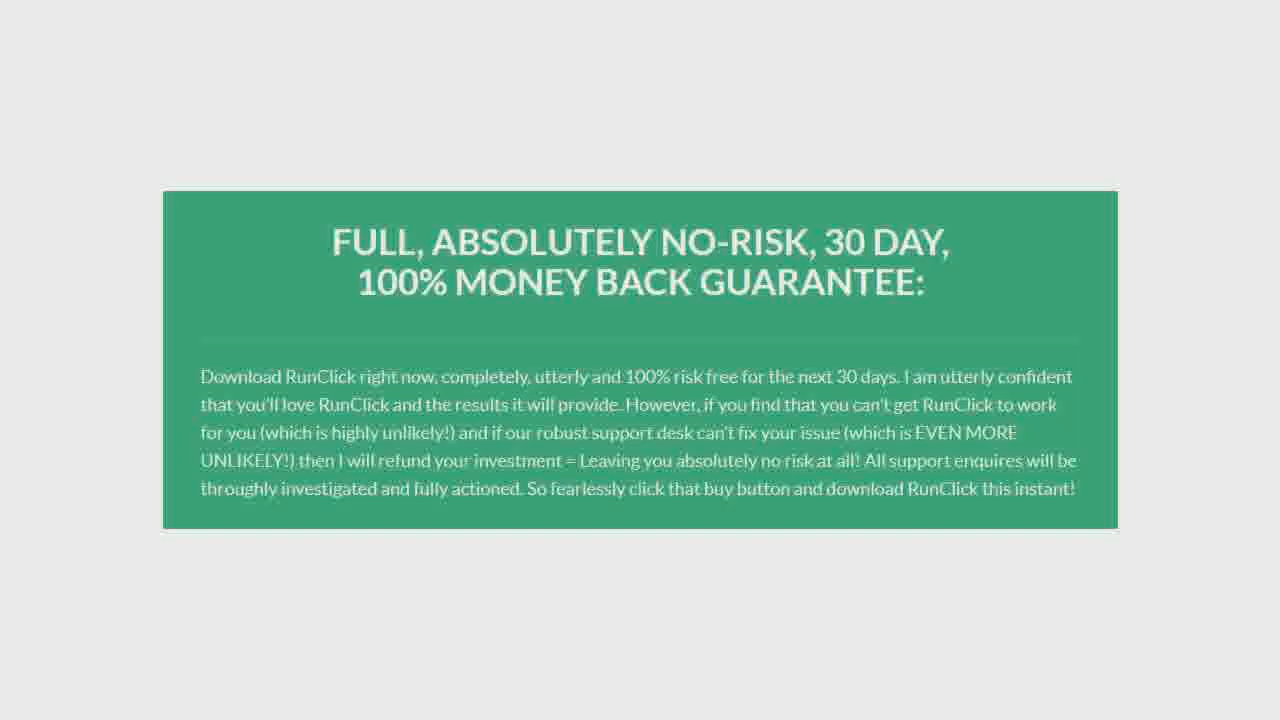 FULL, ABSOLUTELY NO-RISK, 30 DAY,
100% MONEY BACK GUARANTEE:
Download RunClick right now, completely, utterly and 100% risk free for the next 30 days. I am utterly confident
that you'll love RunClick and the results it will provide. However, if you find that you can't get RunClick to work
for you (which is highly unlikely!) and if our robust support desk can't fix your issue (which is EVEN MORE
UNLIKELY!) then I will refund your investment = Leaving you absolutely no risk at all! All support enquires will be
throughly investigated and fully actioned. So fearlessly click that buy button and download RunClick this instant!